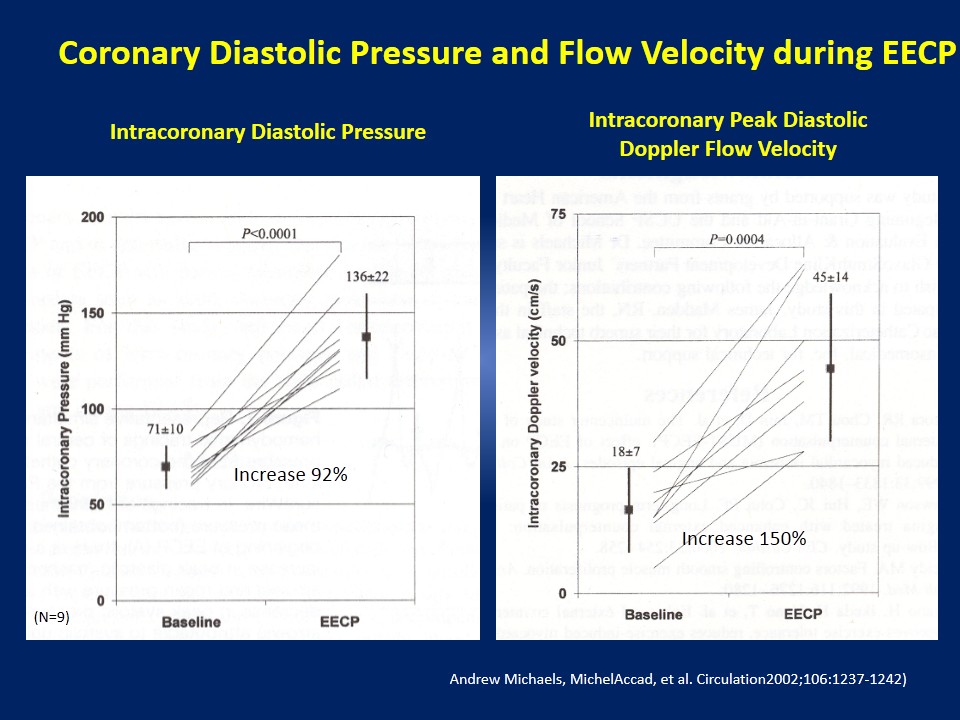 Coronary Diastolic Pressure and Flow Velocity during EECP
Intracoronary Diastolic Pressure
Intracoronary Peak Diastolic
Doppler Flow Velocity
200
150
100
50
0
Intracoronary Pressure (mm Hg)
P<0.0001
136±22
71±10
Increase 92%
(N=9)
Baseline
EECP
75
50
25
0
Intracoronary Doppler velocity (cm/s)
P=0.0004
45±14
18±7
Increase 150%
Baseline
EECP
Andrew Michaels, MichelAccad, et al. Circulation2002;106:1237-1242)